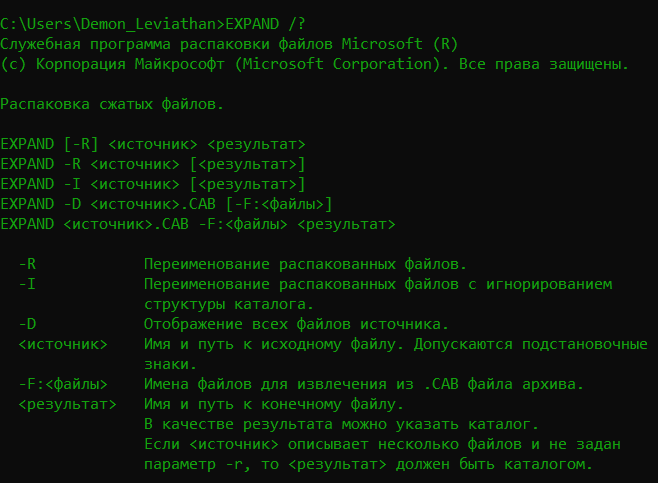 C:\Users\Demon_Leviathan>EXPAND /?
Служебная программа распаковки файлов Microsoft (R)
(c) Корпорация Майкрософт (Microsoft Corporation). Все права защищены.
Распаковка сжатых файлов.
EXPAND [-R] <источник> <результат>
EXPAND -R <источник> [<результат>]
EXPAND -I <источник> [<результат>]
EXPAND -D <источник>.CAB [-F:<файлы>]
EXPAND <источник>.CAB -F:<файлы> <результат>
-R Переименование распакованных файлов.
-I Переименование распакованных файлов с игнорированием
структуры каталога.
-D Отображение всех файлов источника.
<источник> Имя и путь к исходному файлу. Допускаются подстановочные
знаки.
-F:<файлы> Имена файлов для извлечения из .CAB файла архива.
<результат> Имя и путь к конечному файлу.
В качестве результата можно указать каталог.
Если <источник> описывает несколько файлов и не задан
параметр -r, то <результат> должен быть каталогом.